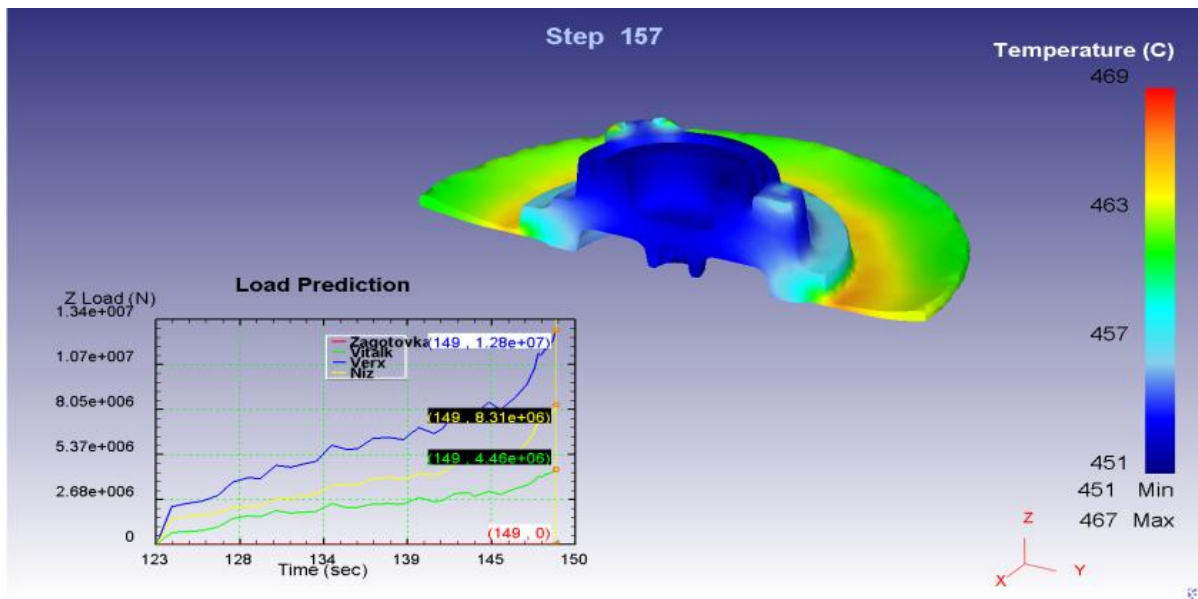 Step 157
Temperature (C)
469
463
457
451
451 Min
467 Max
Load Prediction
Z Load (N)
1.34e+007
1.07e+007
8.05e+006
5.37e+006
2.68e+006
0
Zagotovka
Vitalk
Verx
Niz
(149 , 1.28e+07)
(149 , 8.31e+06)
(149 , 4.46e+06)
(149 , 0)
123 128 134 139 145 150
Time (sec)
Z
X
Y